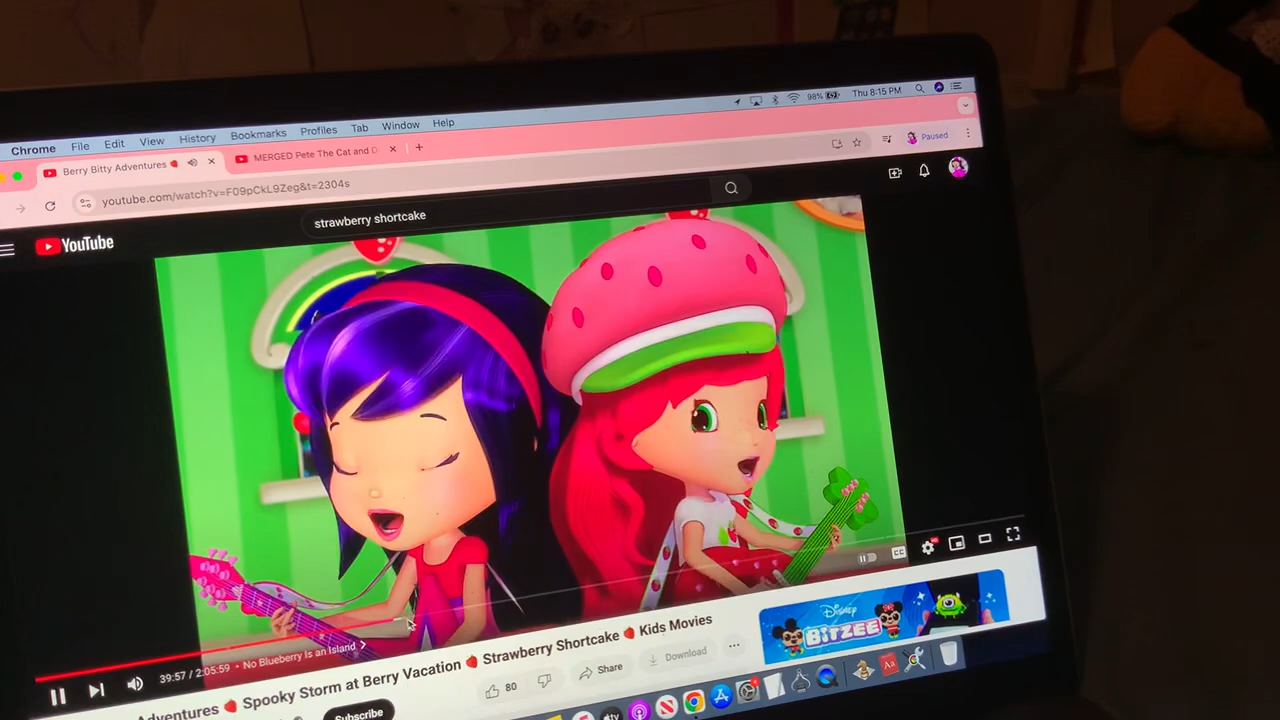 Chrome File Edit View History Bookmarks Profiles Tab Window Help 98% Thu 8:15 PM
Berry Bitty Adventures MERGED Pete The Cat and D
youtube.com/watch?v=F09pCkL9Zeg&t=2304s Paused
YouTube strawberry shortcake
39:57 / 2:05:59 • No Blueberry is an Island
CC
Adventures Spooky Storm at Berry Vacation Strawberry Shortcake Kids Movies
Subscribe 80 Share Download
Disney
BITZEE
tv
Aa